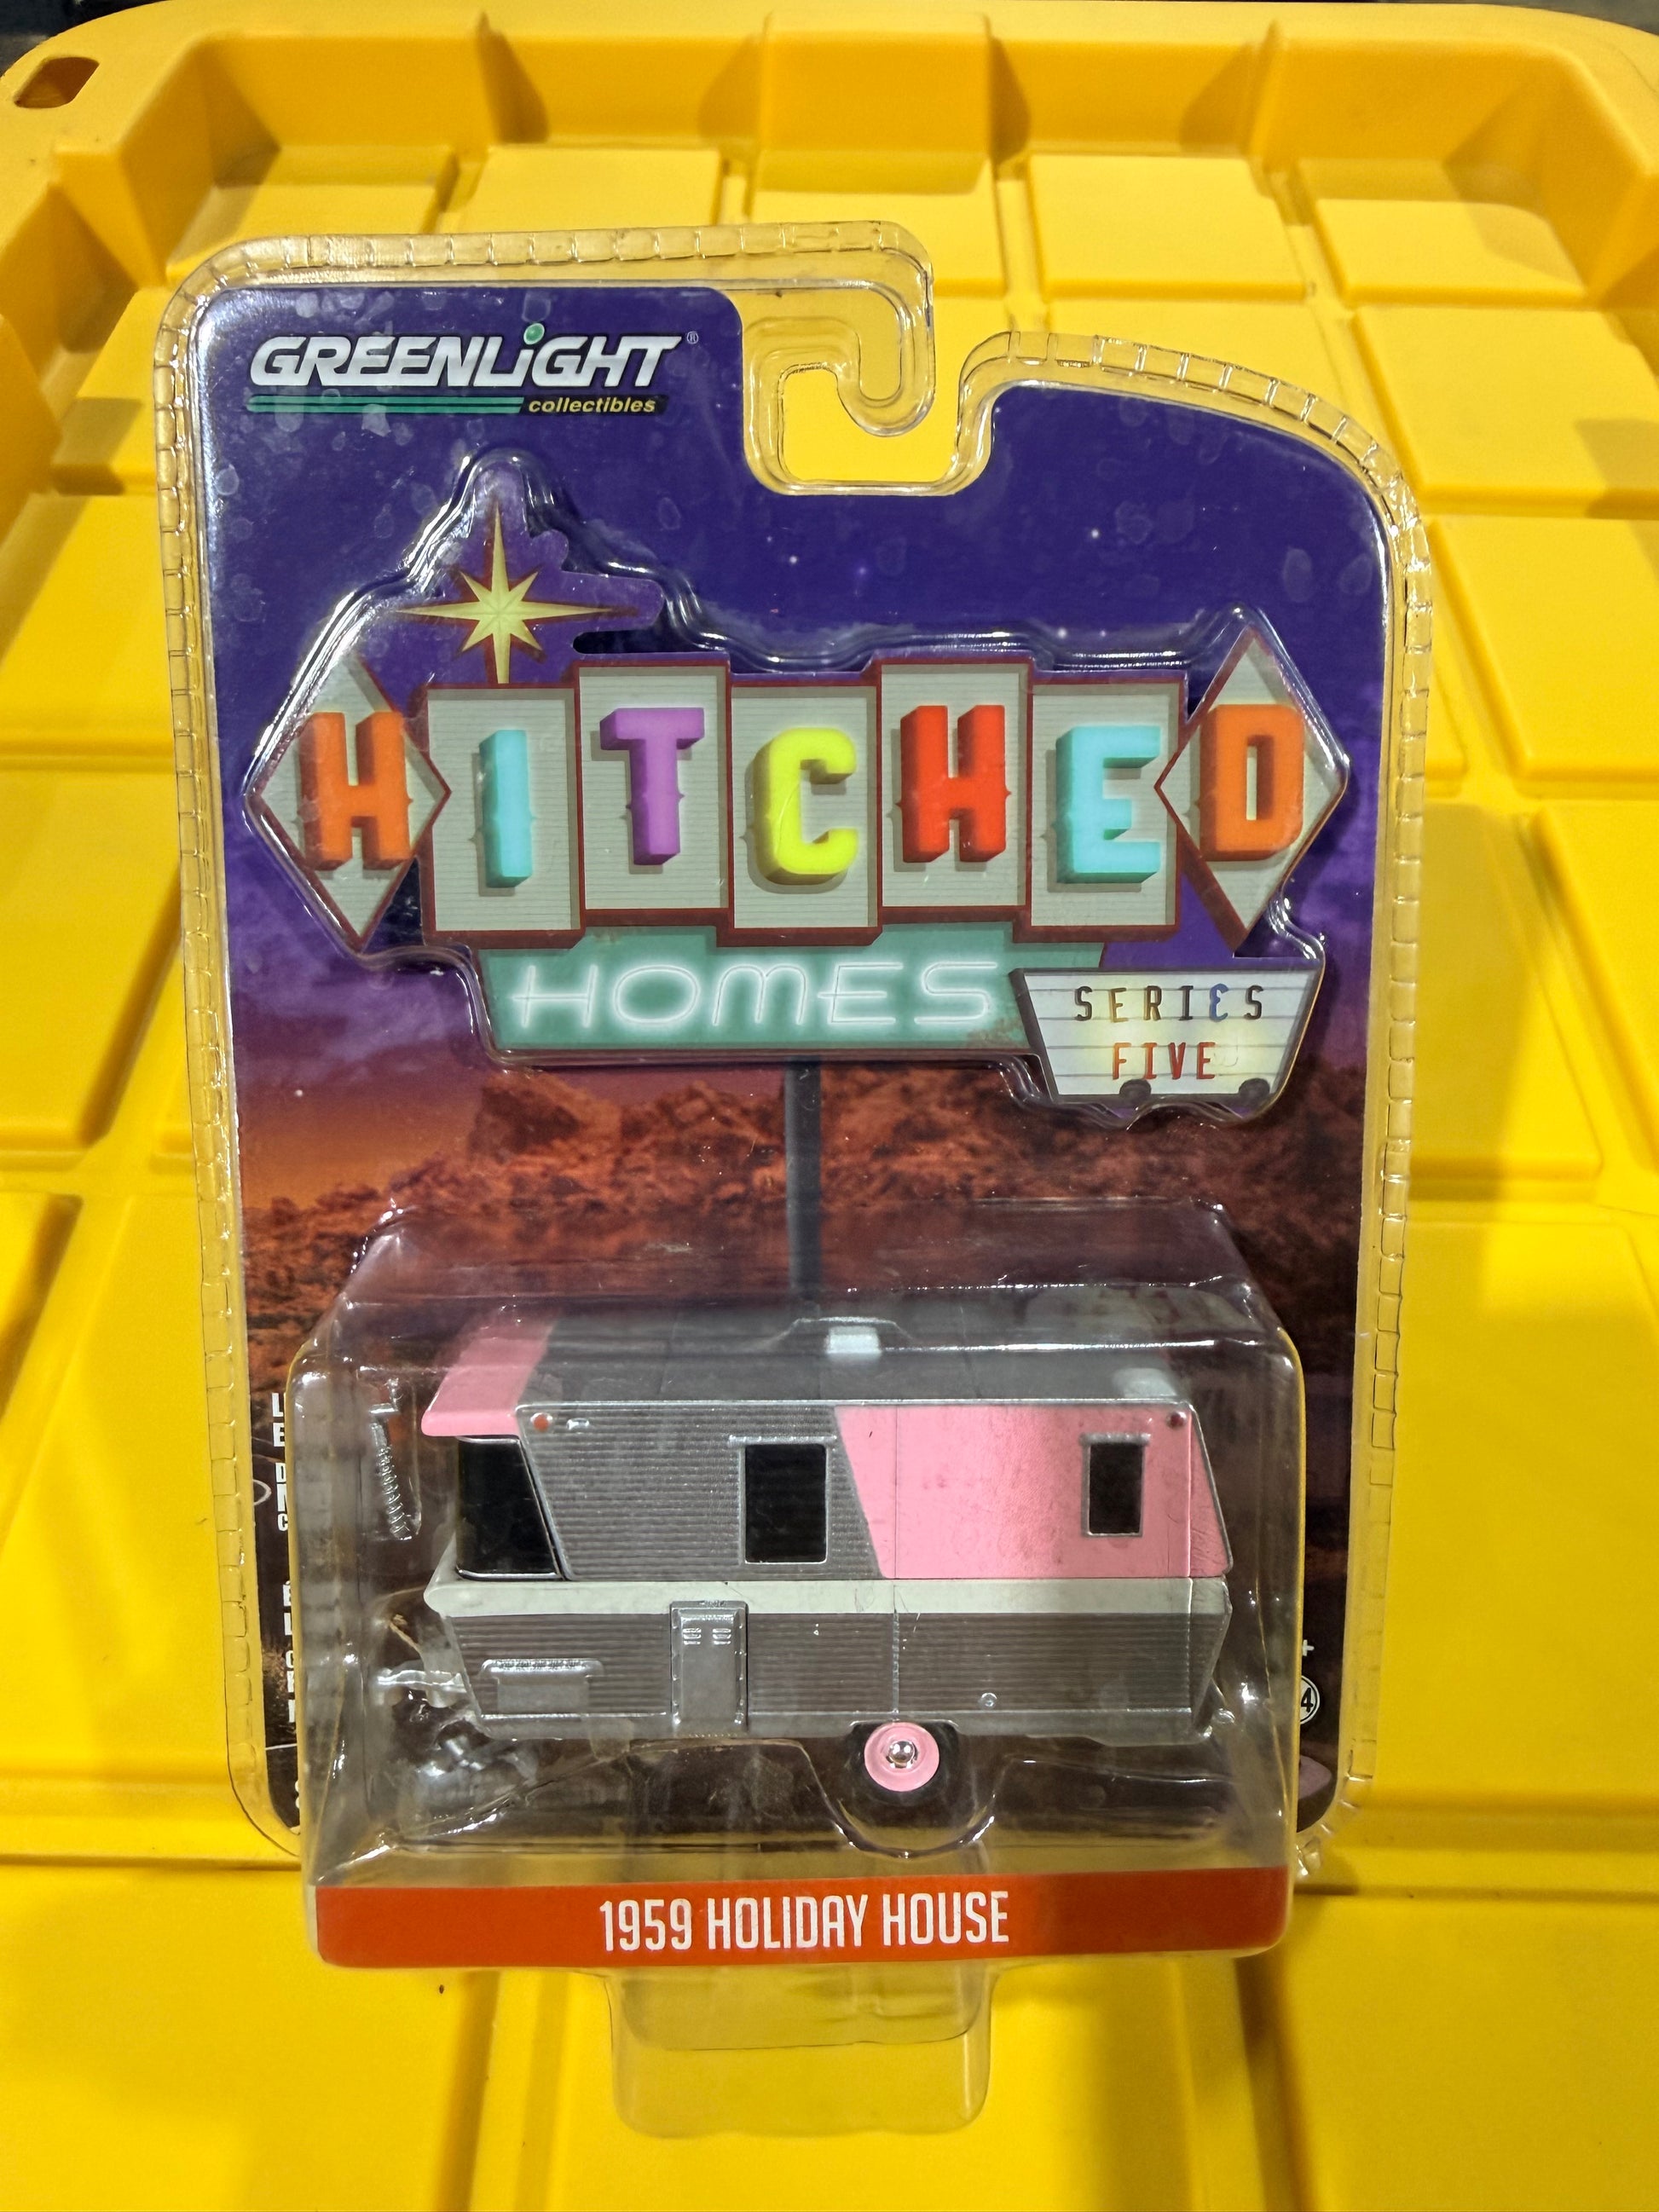 GREENLiGHT®
collectibles
HITCHED
HOMES
SERIES
FIVE
1959 HOLIDAY HOUSE